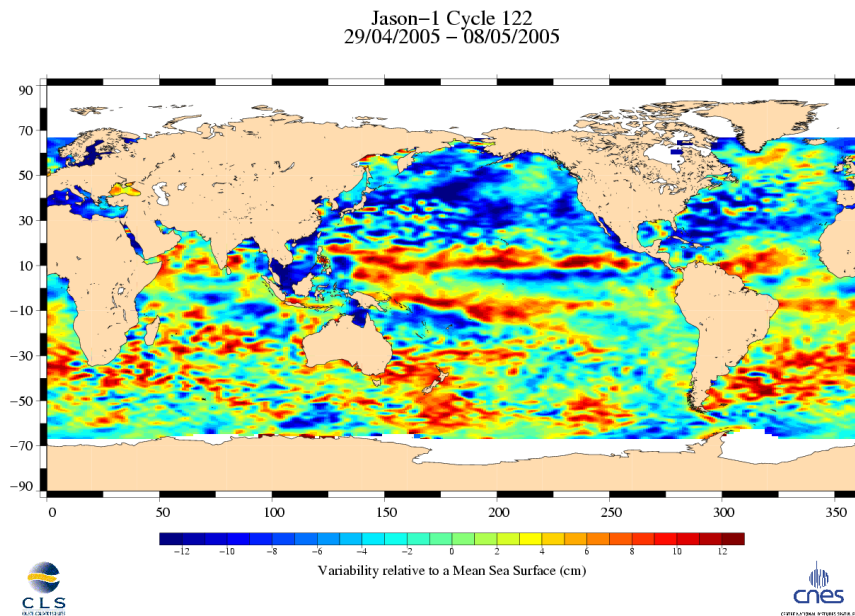 Jason−1 Cycle 122
29/04/2005 − 08/05/2005
90
70
50
30
10
−10
−30
−50
−70
−90
0 50 100 150 200 250 300 350
−12 −10 −8 −6 −4 −2 0 2 4 6 8 10 12
Variability relative to a Mean Sea Surface (cm)
CLS
cnes